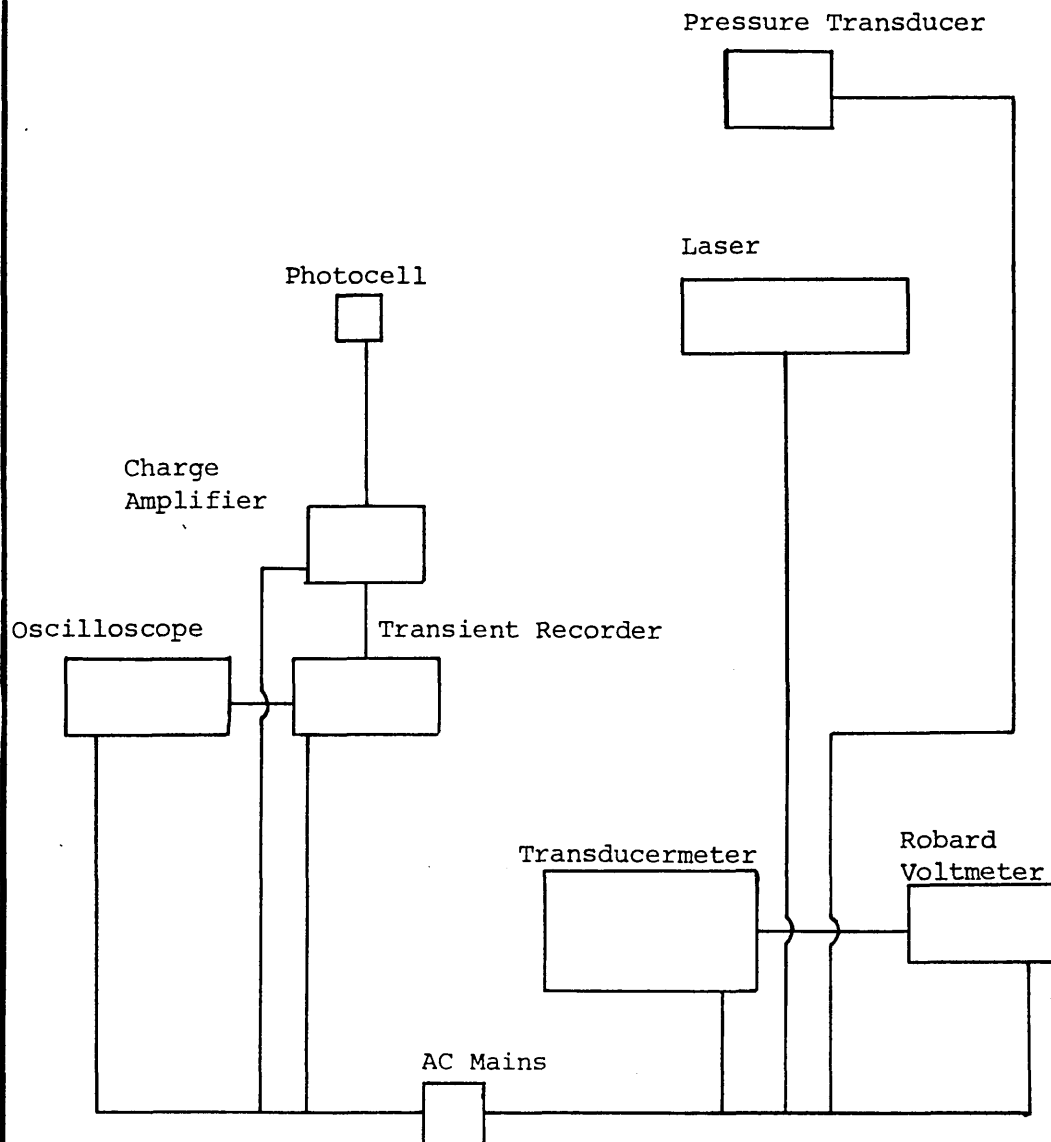 Pressure Transducer
Laser
Photocell
Charge
Amplifier
Oscilloscope
Transient Recorder
Transducermeter
Robard
Voltmeter
AC Mains